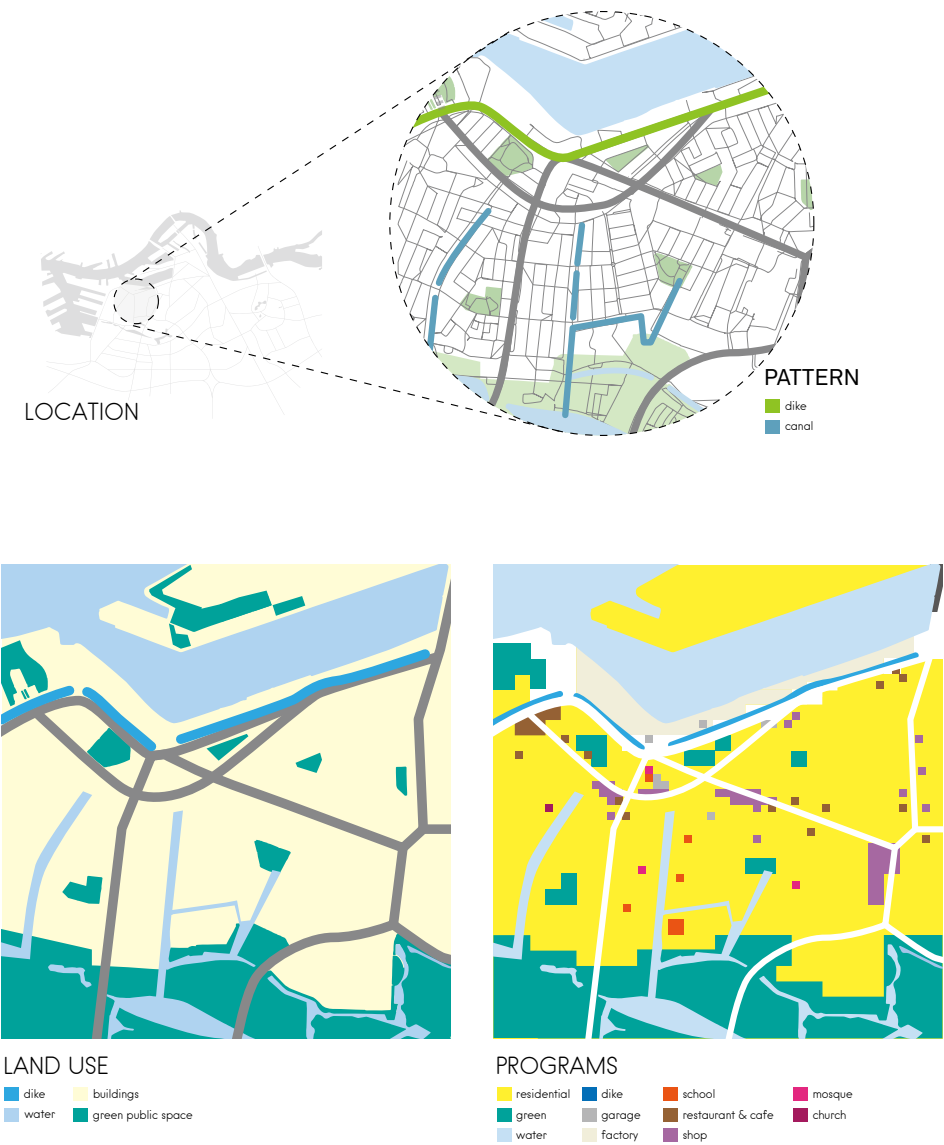 PATTERN
dike
canal
LOCATION
LAND USE
dike buildings
water green public space
PROGRAMS
residential dike school mosque
green garage restaurant & cafe church
water factory shop